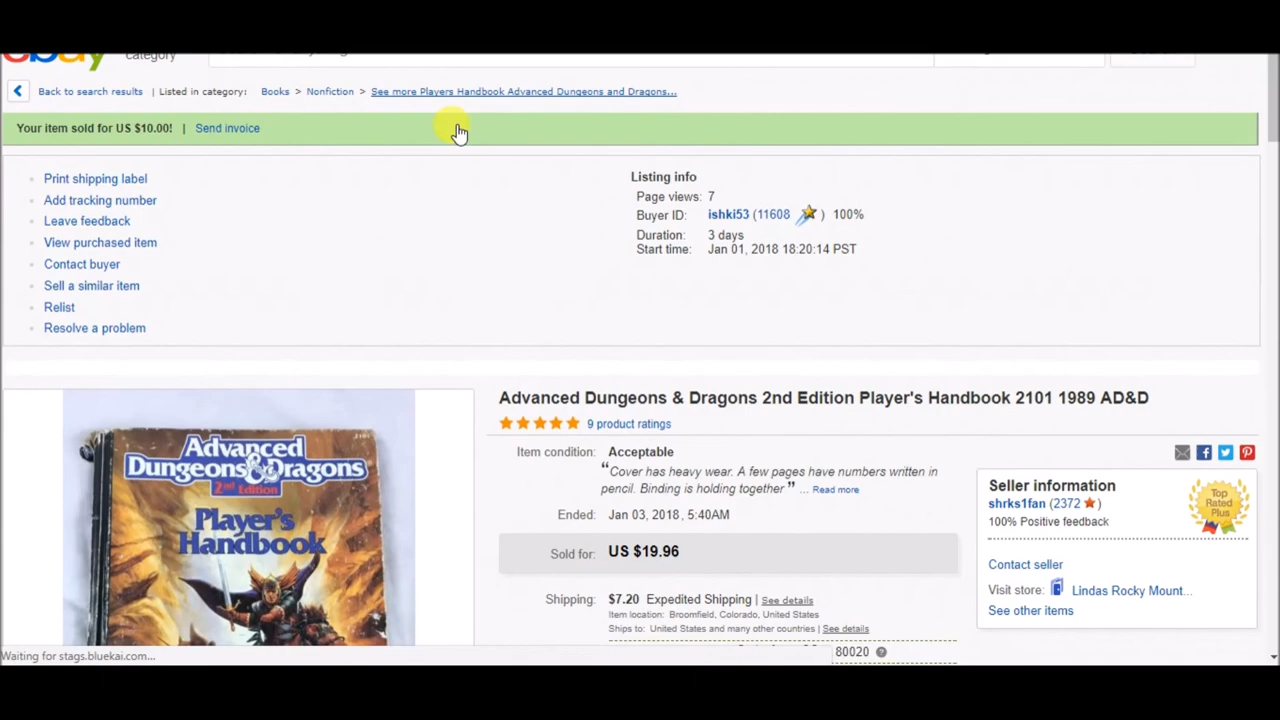 ebay
category
Back to search results | Listed in category: Books > Nonfiction > See more Players Handbook Advanced Dungeons and Dragons...
Your item sold for US $10.00! | Send invoice
Print shipping label
Add tracking number
Leave feedback
View purchased item
Contact buyer
Sell a similar item
Relist
Resolve a problem
Listing info
Page views: 7
Buyer ID: ishki53 (11608 ) 100%
Duration: 3 days
Start time: Jan 01, 2018 18:20:14 PST
Advanced Dungeons & Dragons 2nd Edition Player's Handbook 2101 1989 AD&D
9 product ratings
Item condition: Acceptable
"Cover has heavy wear. A few pages have numbers written in
pencil. Binding is holding together" ... Read more
Ended: Jan 03, 2018 , 5:40AM
Sold for: US $19.96
Shipping: $7.20 Expedited Shipping | See details
Item location: Broomfield, Colorado, United States
Ships to: United States and many other countries | See details
80020
Seller information
shrks1fan (2372 )
100% Positive feedback
Top
Rated
Plus
Contact seller
Visit store: Lindas Rocky Mount...
See other items
2101
Advanced
Dungeons & Dragons
2nd Edition
Player's
Handbook
Waiting for stags.bluekai.com...